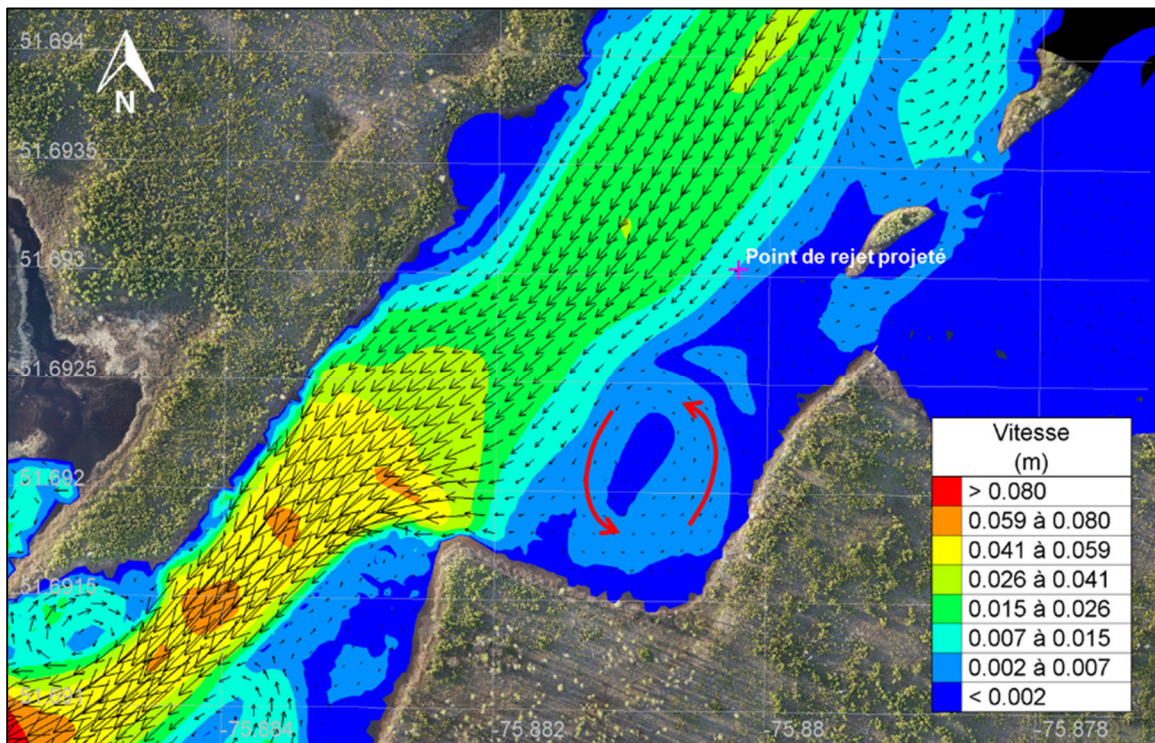 51.694
N
51.6935
51.693
Point de rejet projeté
51.6925
51.692
51.6915
51.691
-75.884
-75.882
-75.88
-75.878
Vitesse
(m)
> 0.080
0.059 à 0.080
0.041 à 0.059
0.026 à 0.041
0.015 à 0.026
0.007 à 0.015
0.002 à 0.007
< 0.002